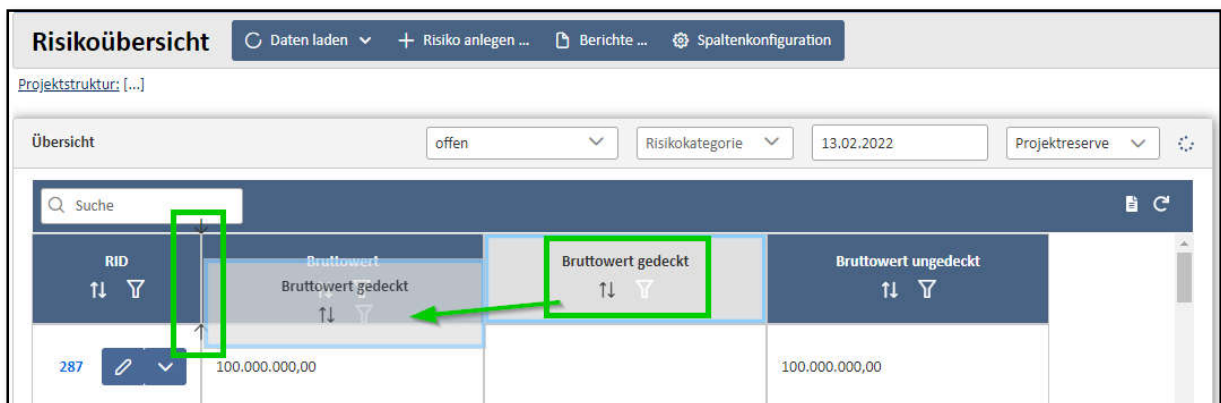 Risikoübersicht Daten laden Risiko anlegen ... Berichte ... Spaltenkonfiguration
Projektstruktur: [...]
Übersicht offen Risikokategorie 13.02.2022 Projektreserve
Suche
RID Bruttowert Bruttowert gedeckt Bruttowert ungedeckt
Bruttowert gedeckt
287 100.000.000,00 100.000.000,00